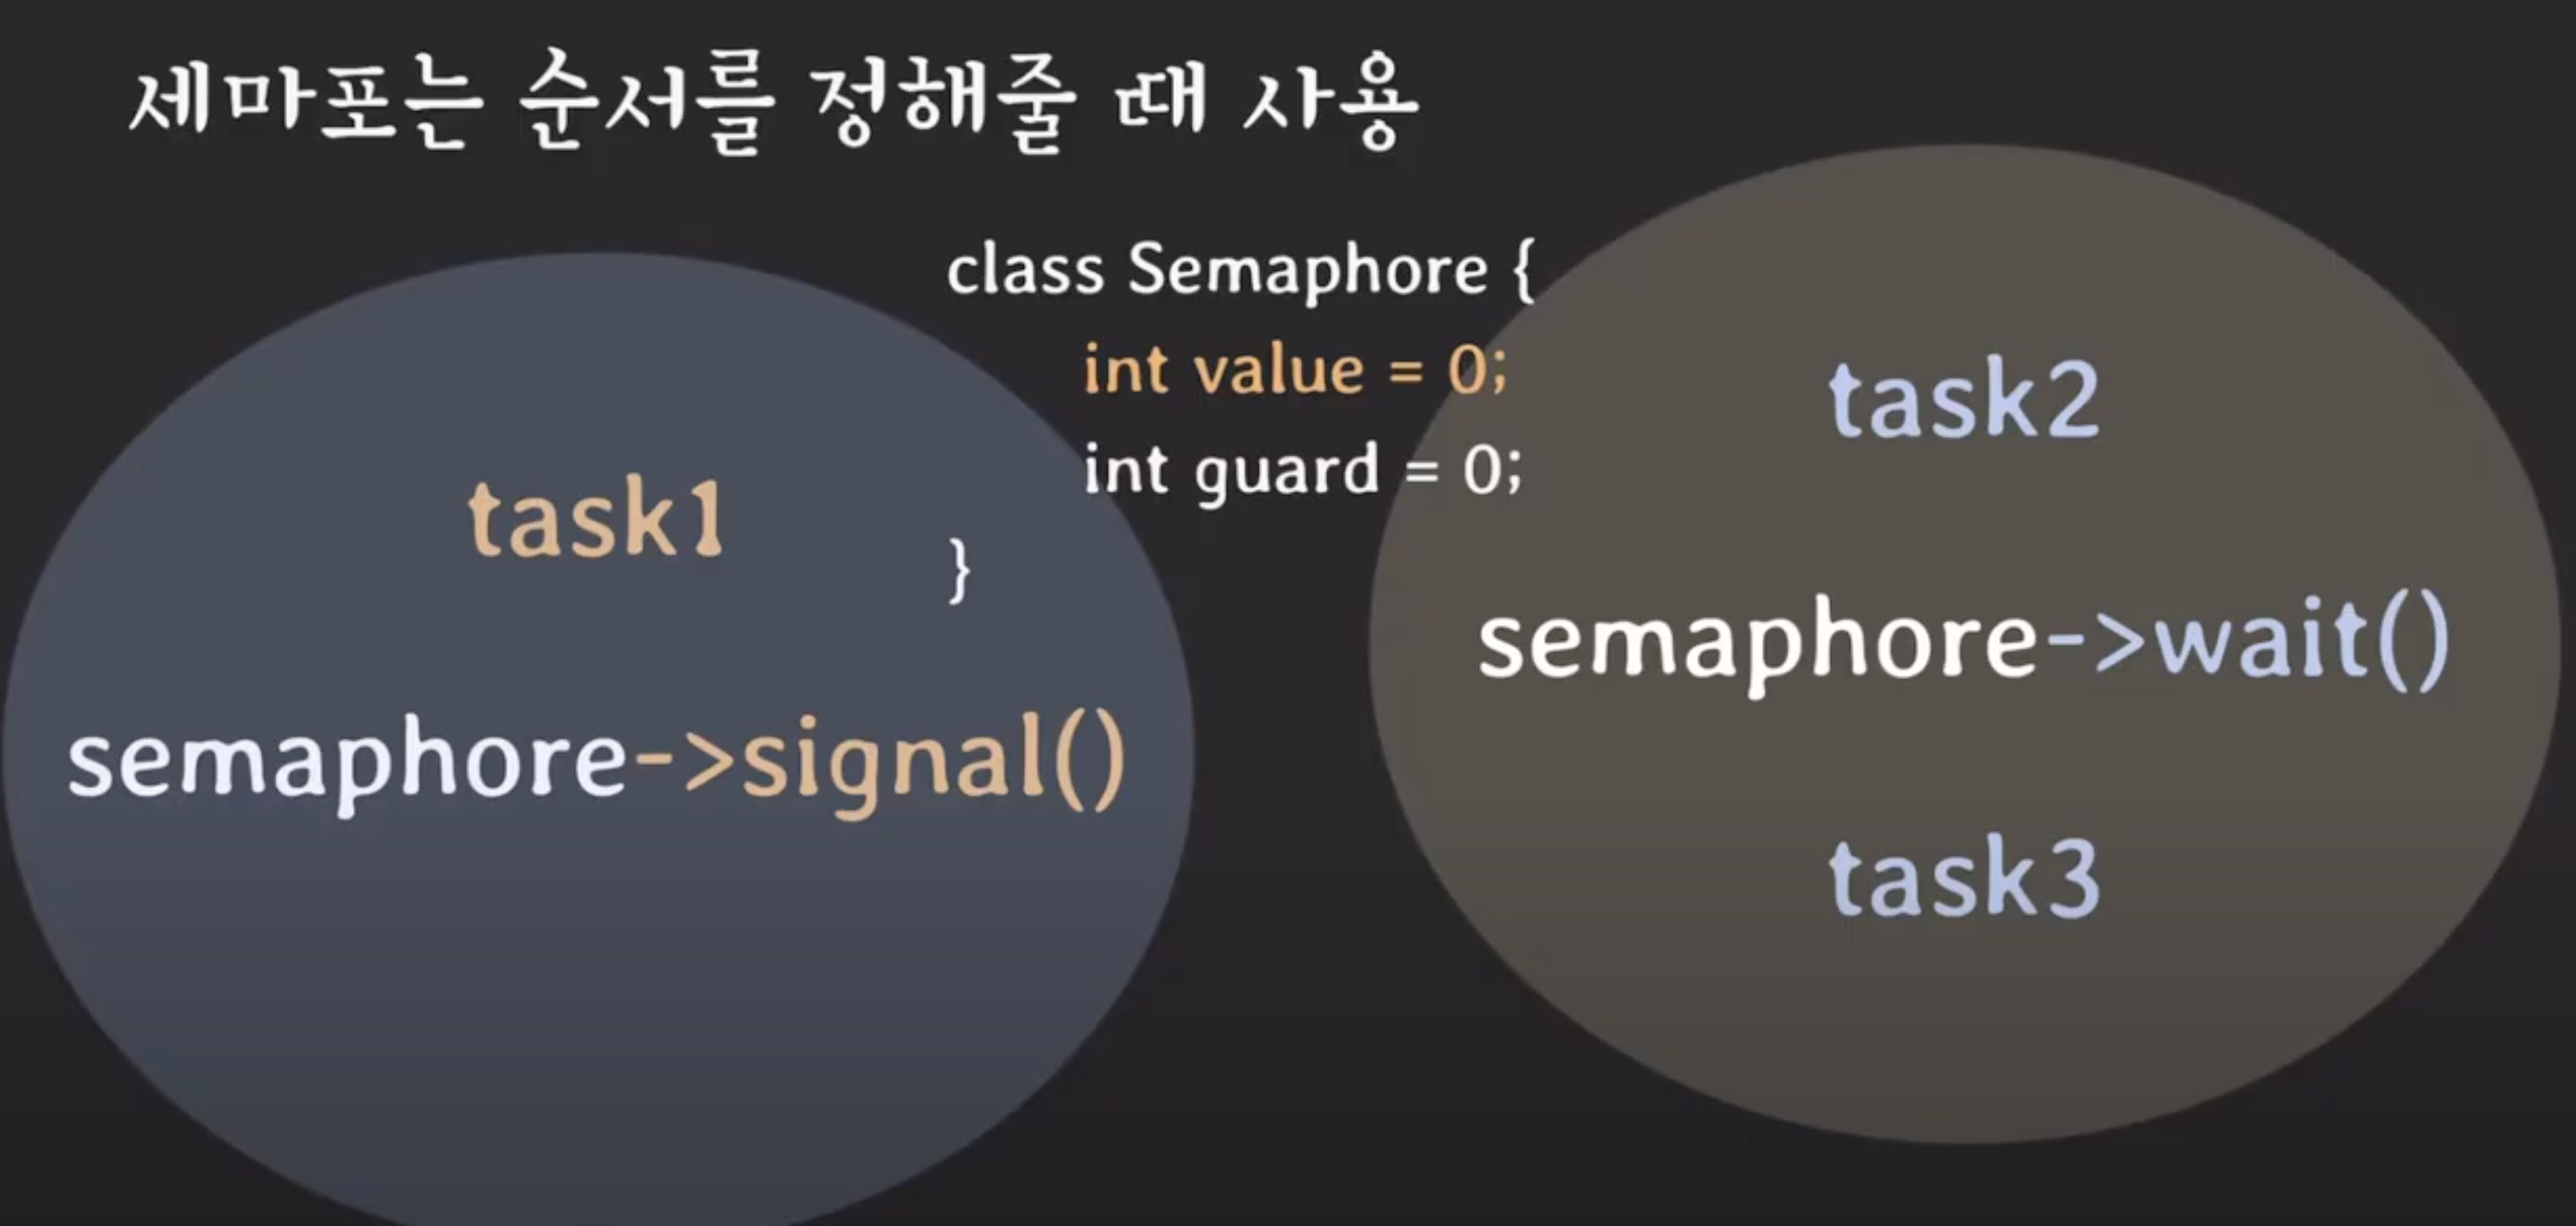 세마포는 순서를 정해줄 때 사용
class Semaphore {
int value = 0;
int guard = 0;
}
task1
semaphore->signal()
task2
semaphore->wait()
task3